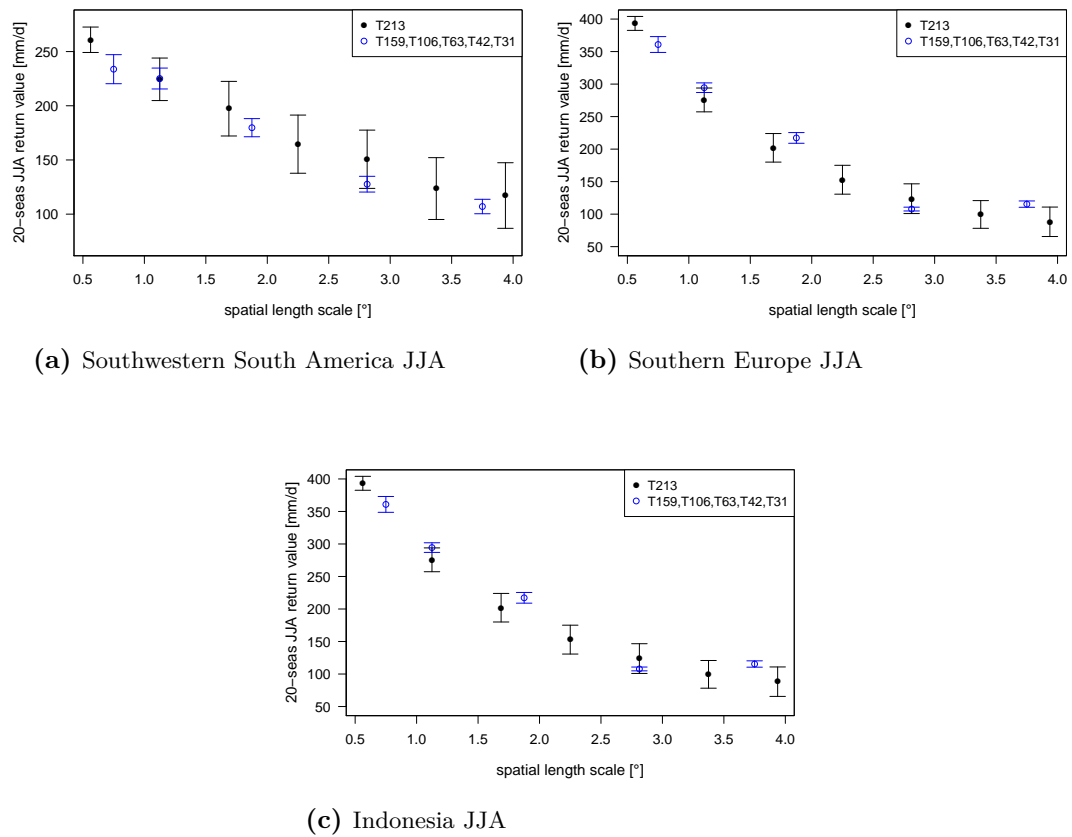 20−seas JJA return value [mm/d]
250
200
150
100
T213
T159,T106,T63,T42,T31
0.5 1.0 1.5 2.0 2.5 3.0 3.5 4.0
spatial length scale [°]
(a) Southwestern South America JJA
20−seas JJA return value [mm/d]
400
350
300
250
200
150
100
50
T213
T159,T106,T63,T42,T31
0.5 1.0 1.5 2.0 2.5 3.0 3.5 4.0
spatial length scale [°]
(b) Southern Europe JJA
20−seas JJA return value [mm/d]
400
350
300
250
200
150
100
50
T213
T159,T106,T63,T42,T31
0.5 1.0 1.5 2.0 2.5 3.0 3.5 4.0
spatial length scale [°]
(c) Indonesia JJA